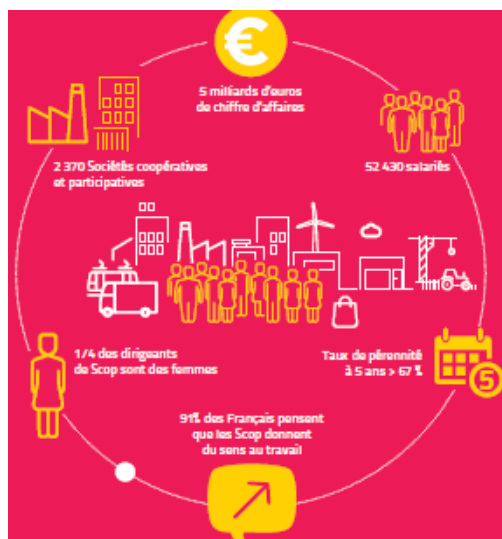 €
5 milliards d'euros
de chiffre d'affaires
2 370 Sociétés coopératives
et participatives
52 430 salariés
1/4 des dirigeants
de Scop sont des femmes
Taux de pérennité
à 5 ans > 67 %
5
91% des Français pensent
que les Scop donnent
du sens au travail